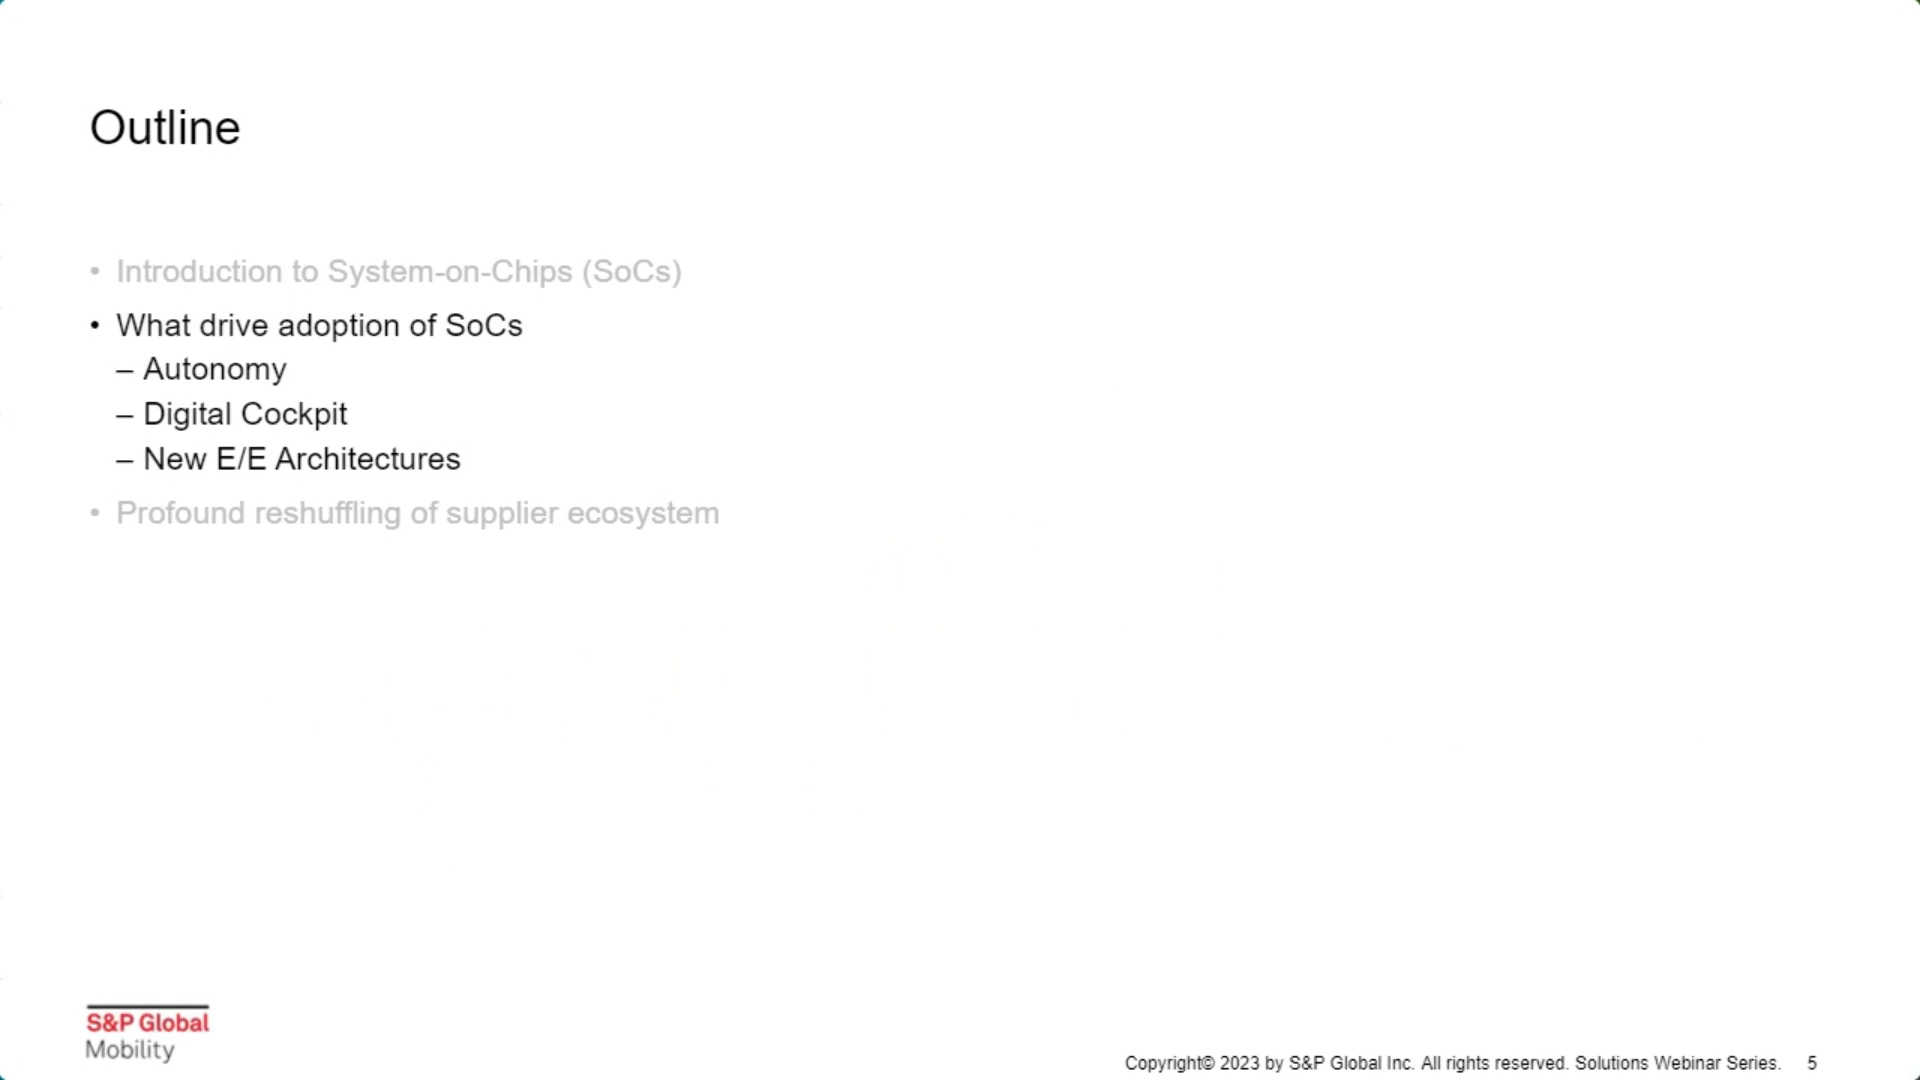 Outline
• Introduction to System-on-Chips (SoCs)
• What drive adoption of SoCs
– Autonomy
– Digital Cockpit
– New E/E Architectures
• Profound reshuffling of supplier ecosystem
S&P Global
Mobility
Copyright© 2023 by S&P Global Inc. All rights reserved. Solutions Webinar Series. 5